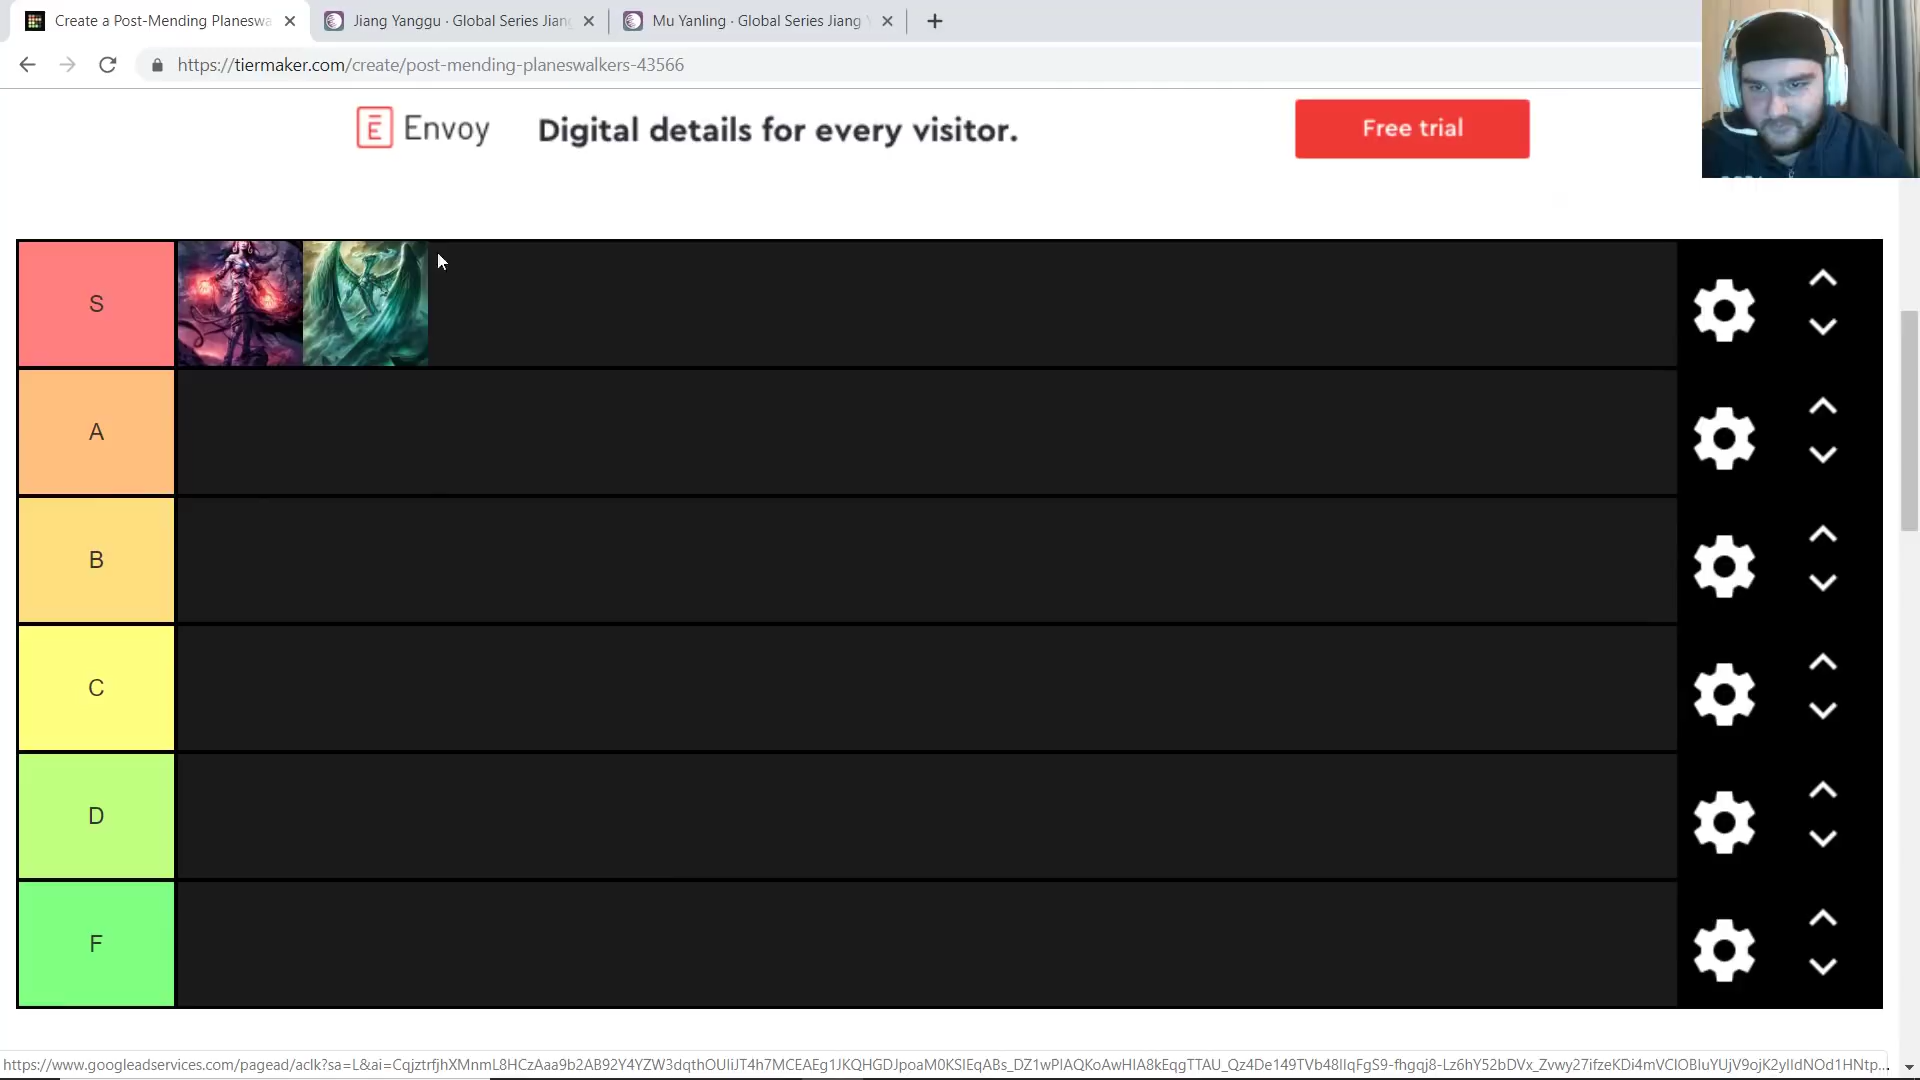 Create a Post-Mending Planeswa
Jiang Yanggu · Global Series Jiang
Mu Yanling · Global Series Jiang Y
https://tiermaker.com/create/post-mending-planeswalkers-43566
Envoy
Digital details for every visitor.
Free trial
S
A
B
C
D
F